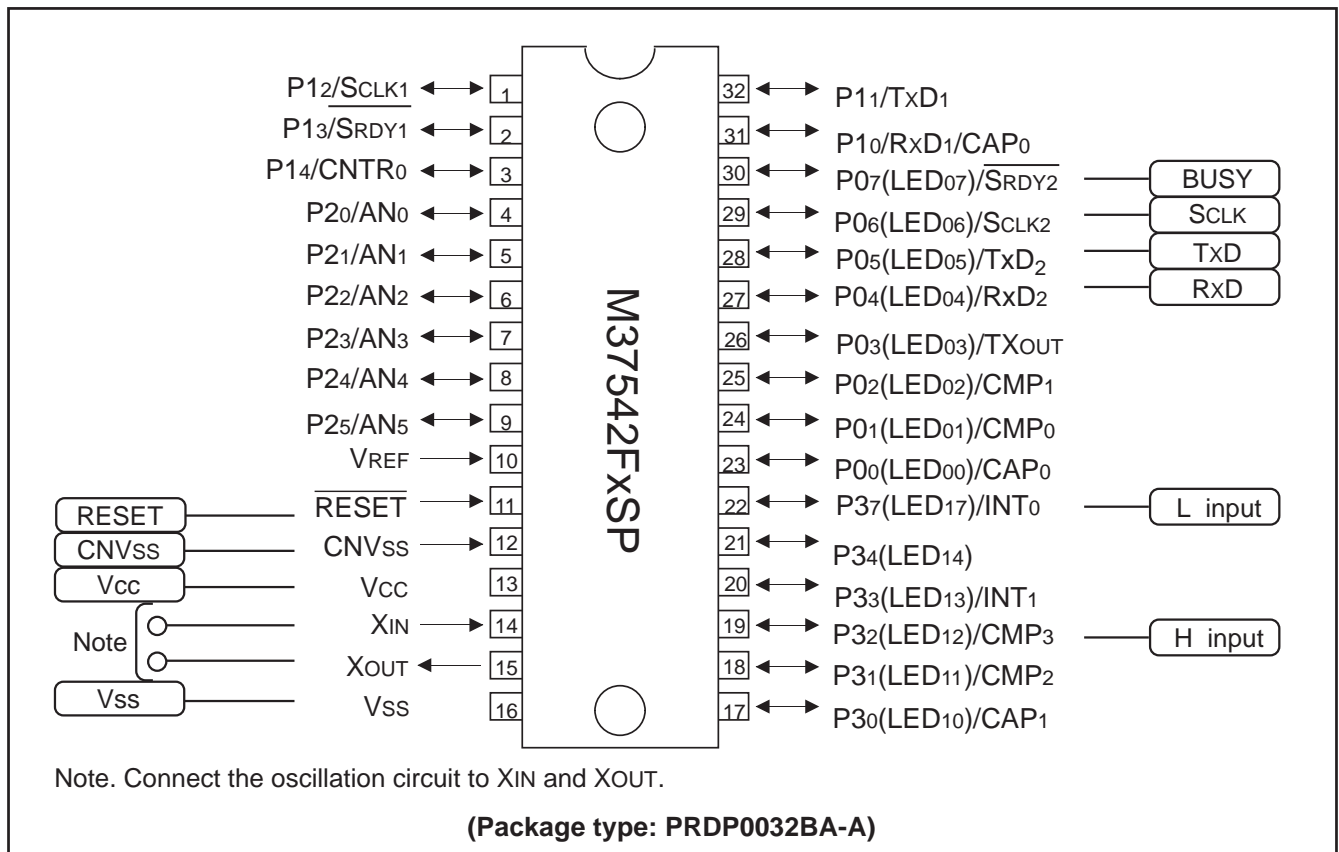 P12/SCLK1 1 32 P11/TXD1
P13/S̅R̅D̅Y̅1̅ 2 31 P10/RXD1/CAP0
P14/CNTR0 3 30 P07(LED07)/S̅R̅D̅Y̅2̅ BUSY
P20/AN0 4 29 P06(LED06)/SCLK2 SCLK
P21/AN1 5 28 P05(LED05)/TxD2 TXD
P22/AN2 6 27 P04(LED04)/RxD2 RXD
P23/AN3 7 26 P03(LED03)/TXOUT
P24/AN4 8 25 P02(LED02)/CMP1
P25/AN5 9 24 P01(LED01)/CMP0
VREF 10 23 P00(LED00)/CAP0
RESET R̅E̅S̅E̅T̅ 11 22 P37(LED17)/INT0 L input
CNVSS CNVSS 12 21 P34(LED14)
Vcc VCC 13 20 P33(LED13)/INT1
Note XIN 14 19 P32(LED12)/CMP3 H input
XOUT 15 18 P31(LED11)/CMP2
Vss VSS 16 17 P30(LED10)/CAP1
M37542FxSP
Note. Connect the oscillation circuit to XIN and XOUT.
(Package type: PRDP0032BA-A)